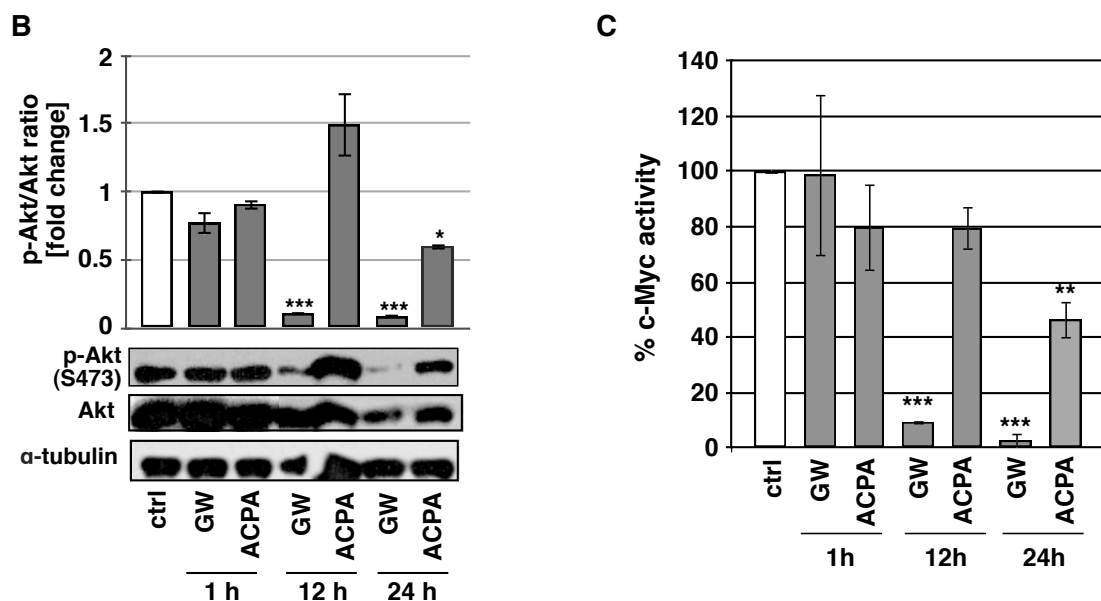 B
p-Akt/Akt ratio
[fold change]
2
1.5
1
0.5
0
***
***
*
p-Akt
(S473)
Akt
α-tubulin
ctrl
GW
ACPA
GW
ACPA
GW
ACPA
1 h
12 h
24 h
C
% c-Myc activity
140
120
100
80
60
40
20
0
***
***
**
ctrl
GW
ACPA
GW
ACPA
GW
ACPA
1h
12h
24h